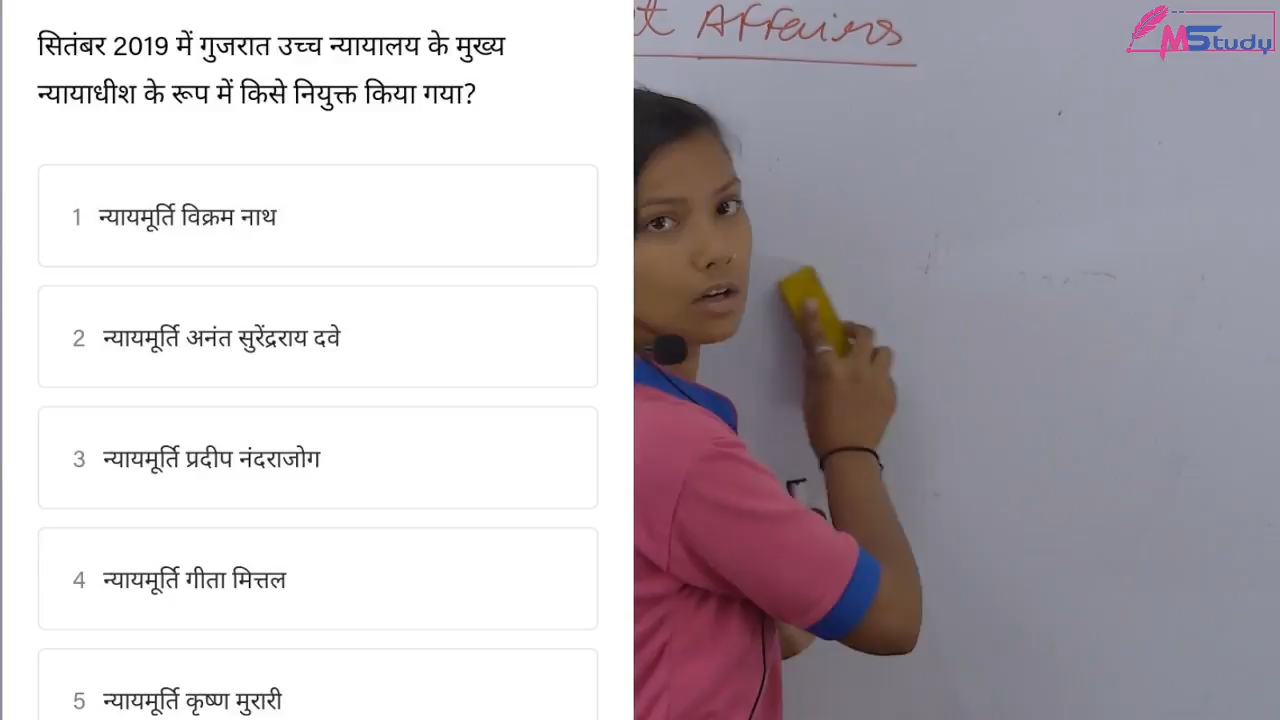 सितंबर 2019 में गुजरात उच्च न्यायालय के मुख्य
न्यायाधीश के रूप में किसे नियुक्त किया गया?
1 न्यायमूर्ति विक्रम नाथ
2 न्यायमूर्ति अनंत सुरेंद्रराय दवे
3 न्यायमूर्ति प्रदीप नंदराजोग
4 न्यायमूर्ति गीता मित्तल
5 न्यायमूर्ति कृष्ण मुरारी
Affairs
MStudy